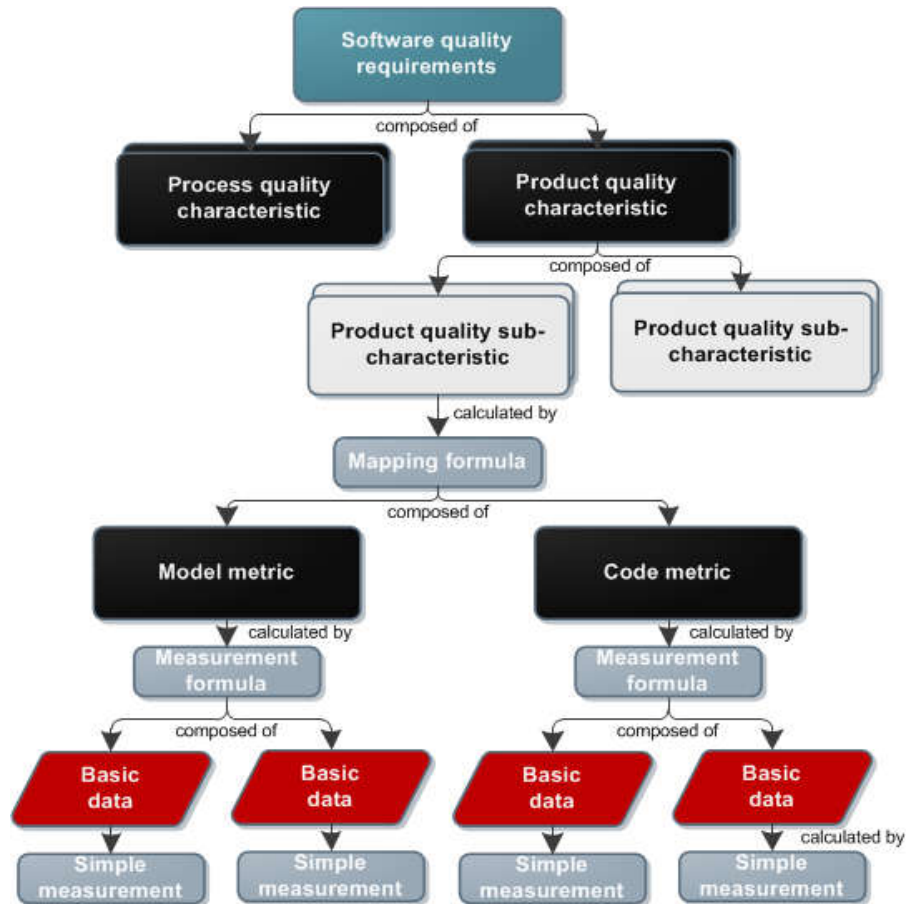 Software quality
requirements
composed of
Process quality
characteristic
Product quality
characteristic
composed of
Product quality sub-
characteristic
Product quality sub-
characteristic
calculated by
Mapping formula
composed of
Model metric
Code metric
calculated by
calculated by
Measurement
formula
Measurement
formula
composed of
composed of
Basic
data
Basic
data
Basic
data
Basic
data
calculated by
Simple
measurement
Simple
measurement
Simple
measurement
Simple
measurement